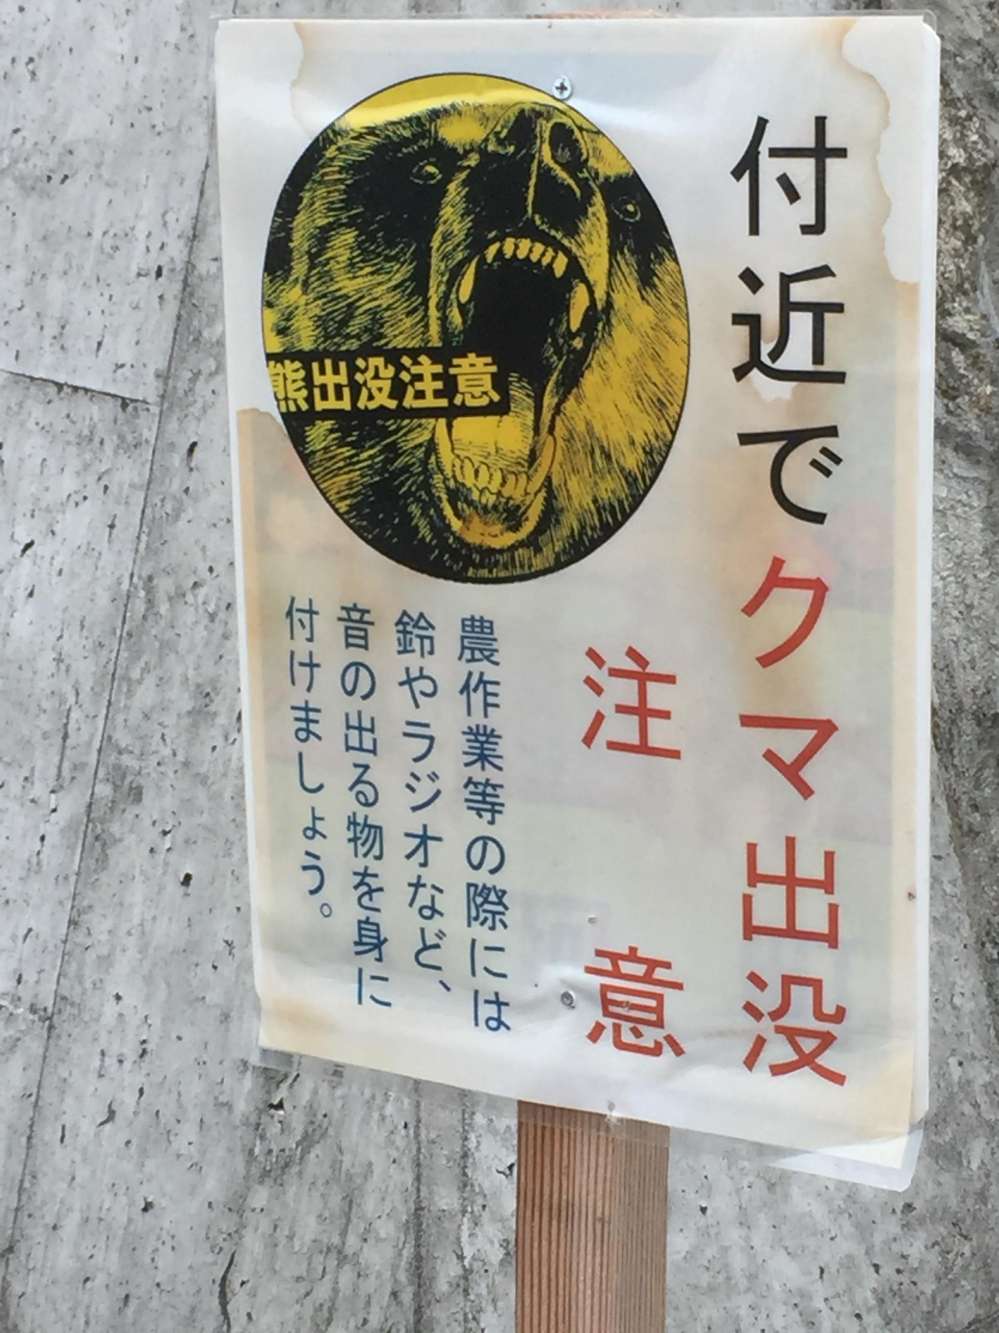 付近でクマ出没
注意
熊出没注意
農作業等の際には
鈴やラジオなど、
音の出る物を身に
付けましょう。